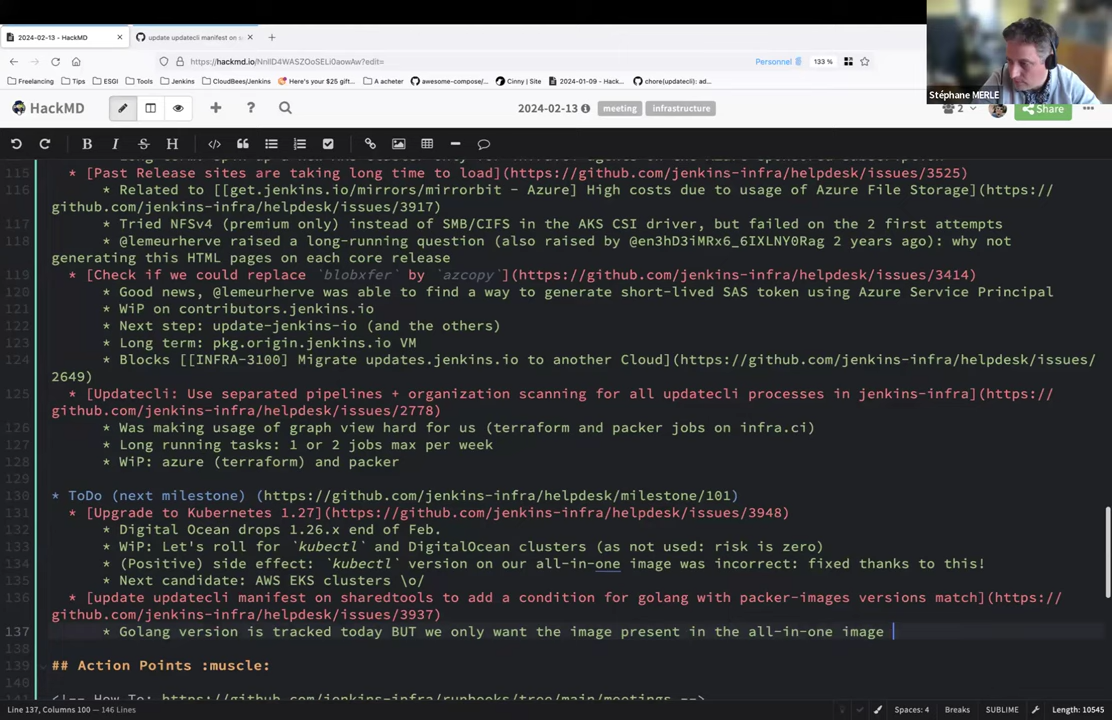 2024-02-13 - HackMD
update updatecli manifest on s
https://hackmd.io/NnIlD4WASZOoSELi0aowAw?edit=
Personnel
133 %
Freelancing
Tips
ESGI
Tools
Jenkins
CloudBees/Jenkins
Here's your $25 gift...
A acheter
awesome-compose/...
Cinny | Site
2024-01-09 - Hack...
chore(updatecli): ad...
Stéphane MERLE
HackMD
2024-02-13
meeting
infrastructure
2
Share
115 * [Past Release sites are taking long time to load](https://github.com/jenkins-infra/helpdesk/issues/3525)
116 * Related to [[get.jenkins.io/mirrors/mirrorbit - Azure] High costs due to usage of Azure File Storage](https://
github.com/jenkins-infra/helpdesk/issues/3917)
117 * Tried NFSv4 (premium only) instead of SMB/CIFS in the AKS CSI driver, but failed on the 2 first attempts
118 * @lemeurherve raised a long-running question (also raised by @en3hD3iMRx6_6IXLNY0Rag 2 years ago): why not
generating this HTML pages on each core release
119 * [Check if we could replace `blobxfer` by `azcopy`](https://github.com/jenkins-infra/helpdesk/issues/3414)
120 * Good news, @lemeurherve was able to find a way to generate short-lived SAS token using Azure Service Principal
121 * WiP on contributors.jenkins.io
122 * Next step: update-jenkins-io (and the others)
123 * Long term: pkg.origin.jenkins.io VM
124 * Blocks [[INFRA-3100] Migrate updates.jenkins.io to another Cloud](https://github.com/jenkins-infra/helpdesk/issues/
2649)
125 * [Updatecli: Use separated pipelines + organization scanning for all updatecli processes in jenkins-infra](https://
github.com/jenkins-infra/helpdesk/issues/2778)
126 * Was making usage of graph view hard for us (terraform and packer jobs on infra.ci)
127 * Long running tasks: 1 or 2 jobs max per week
128 * WiP: azure (terraform) and packer
129
130 * ToDo (next milestone) (https://github.com/jenkins-infra/helpdesk/milestone/101)
131 * [Upgrade to Kubernetes 1.27](https://github.com/jenkins-infra/helpdesk/issues/3948)
132 * Digital Ocean drops 1.26.x end of Feb.
133 * WiP: Let's roll for `kubectl` and DigitalOcean clusters (as not used: risk is zero)
134 * (Positive) side effect: `kubectl` version on our all-in-one image was incorrect: fixed thanks to this!
135 * Next candidate: AWS EKS clusters \o/
136 * [update updatecli manifest on sharedtools to add a condition for golang with packer-images versions match](https://
github.com/jenkins-infra/helpdesk/issues/3937)
137 * Golang version is tracked today BUT we only want the image present in the all-in-one image
138
139 ## Action Points :muscle:
140
<!-- How To: https://github.com/jenkins-infra/runbooks/tree/main/meetings -->
Line 137, Columns 100 — 146 Lines
Spaces: 4
Breaks
SUBLIME
Length: 10545